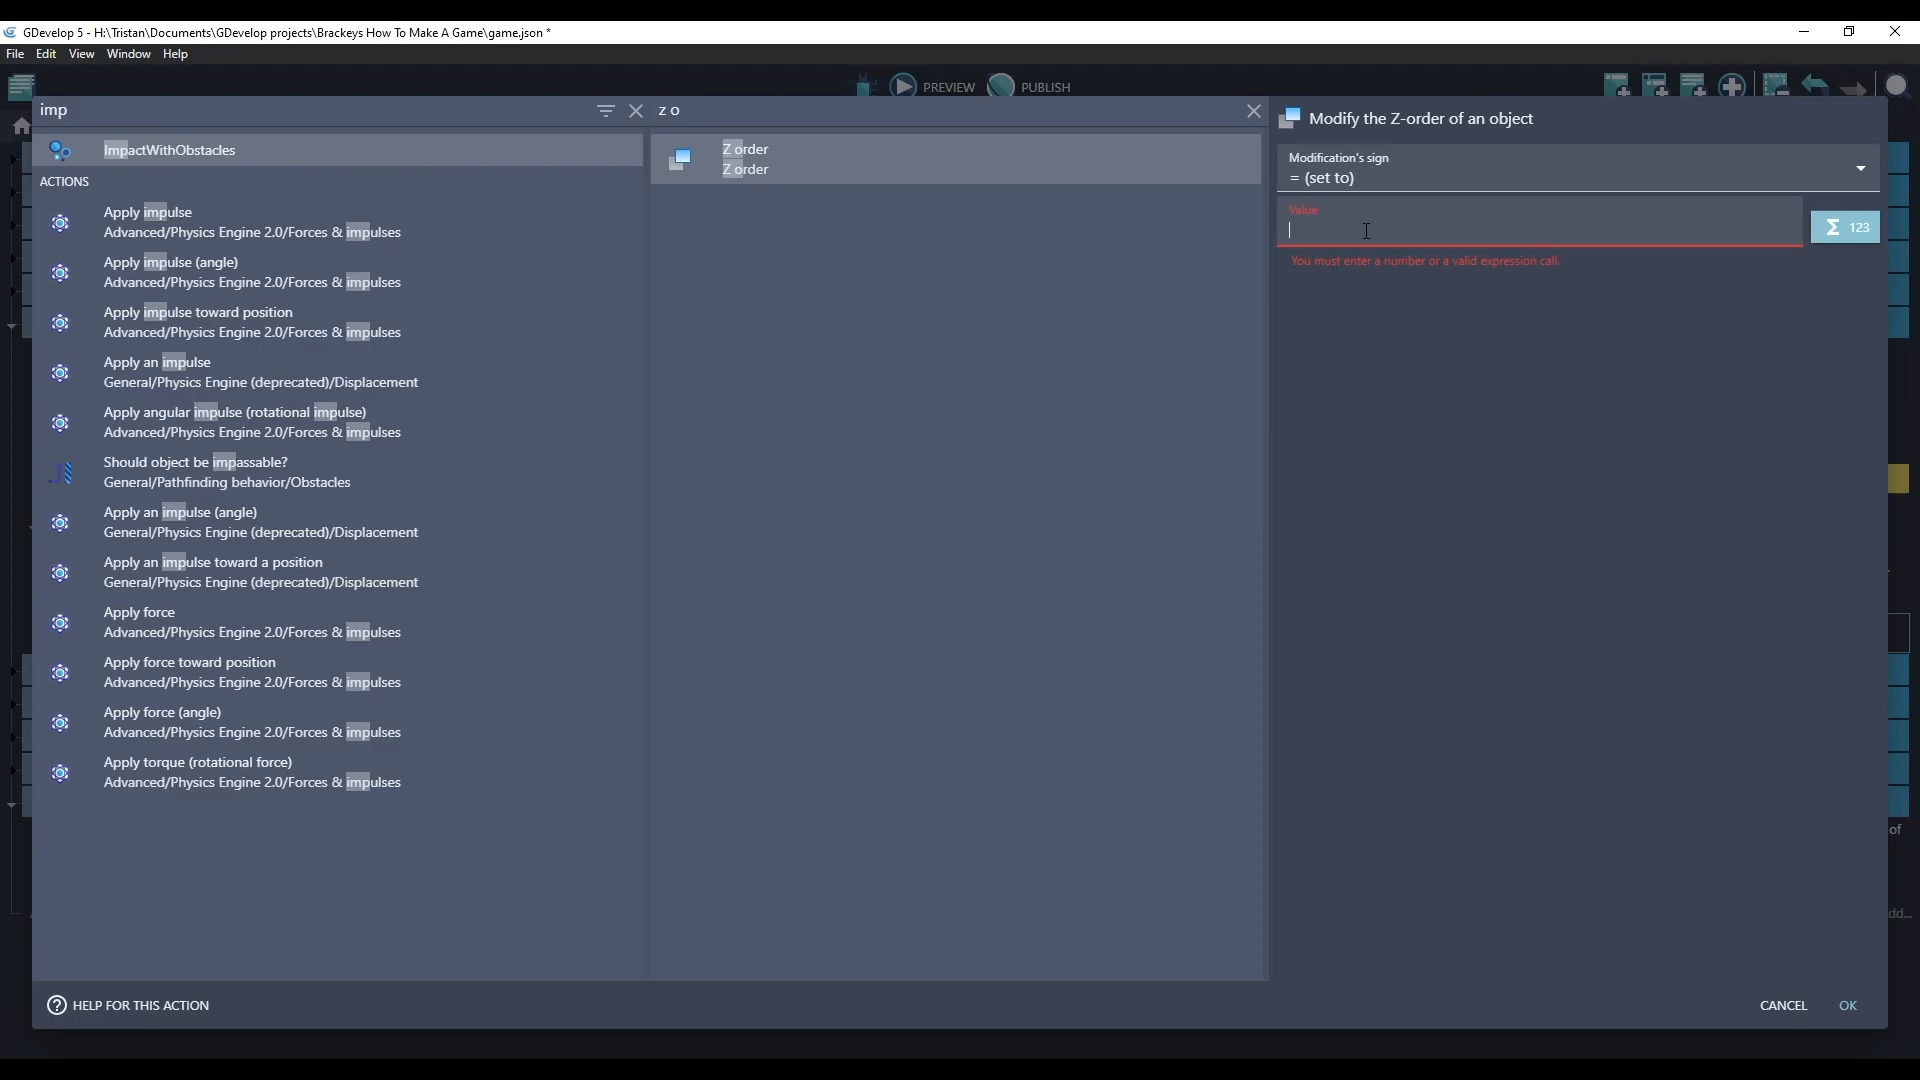 GDevelop 5 - H:\Tristan\Documents\GDevelop projects\Brackeys How To Make A Game\game.json *
File Edit View Window Help
PREVIEW PUBLISH
imp
z o
Modify the Z-order of an object
ImpactWithObstacles
Z order
Z order
Modification's sign
= (set to)
ACTIONS
Value
Σ 123
You must enter a number or a valid expression call.
Apply impulse
Advanced/Physics Engine 2.0/Forces & impulses
Apply impulse (angle)
Advanced/Physics Engine 2.0/Forces & impulses
Apply impulse toward position
Advanced/Physics Engine 2.0/Forces & impulses
Apply an impulse
General/Physics Engine (deprecated)/Displacement
Apply angular impulse (rotational impulse)
Advanced/Physics Engine 2.0/Forces & impulses
Should object be impassable?
General/Pathfinding behavior/Obstacles
Apply an impulse (angle)
General/Physics Engine (deprecated)/Displacement
Apply an impulse toward a position
General/Physics Engine (deprecated)/Displacement
Apply force
Advanced/Physics Engine 2.0/Forces & impulses
Apply force toward position
Advanced/Physics Engine 2.0/Forces & impulses
Apply force (angle)
Advanced/Physics Engine 2.0/Forces & impulses
Apply torque (rotational force)
Advanced/Physics Engine 2.0/Forces & impulses
of
dd...
? HELP FOR THIS ACTION
CANCEL OK